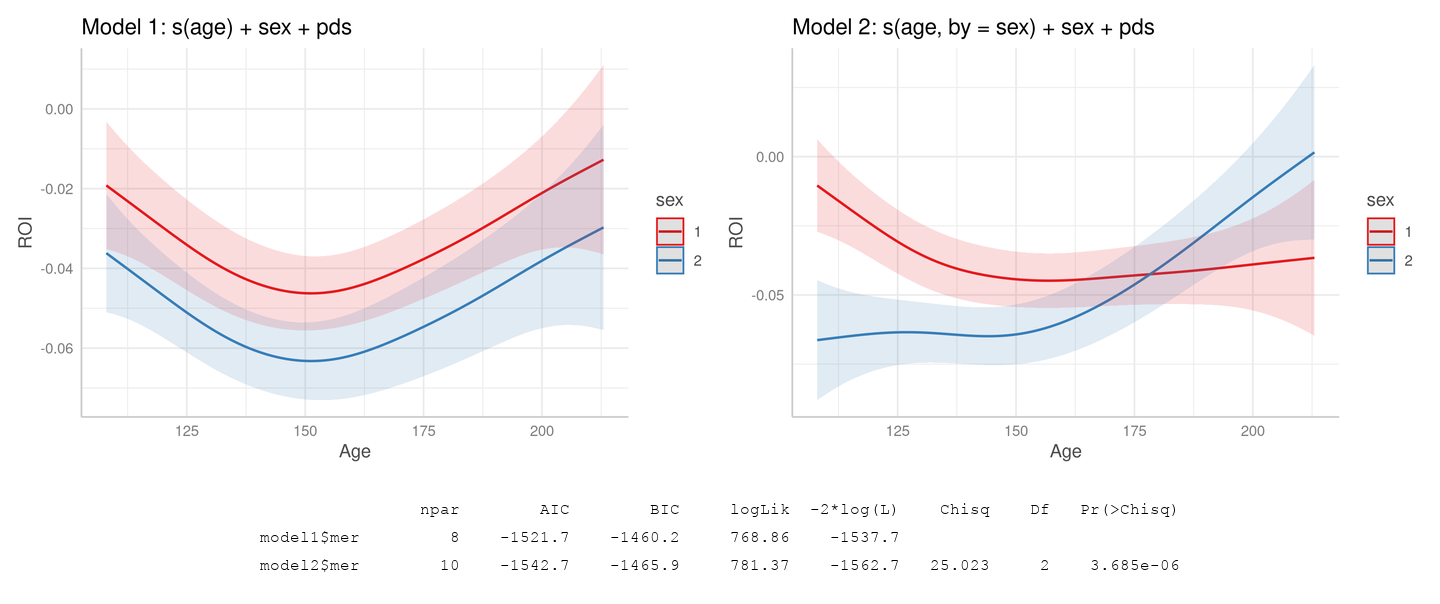 Model 1: s(age) + sex + pds
0.00
-0.02
-0.04
-0.06
ROI
125 150 175 200
Age
sex
1
2
Model 2: s(age, by = sex) + sex + pds
0.00
-0.05
ROI
125 150 175 200
Age
sex
1
2
npar AIC BIC logLik -2*log(L) Chisq Df Pr(>Chisq)
model1$mer 8 -1521.7 -1460.2 768.86 -1537.7
model2$mer 10 -1542.7 -1465.9 781.37 -1562.7 25.023 2 3.685e-06